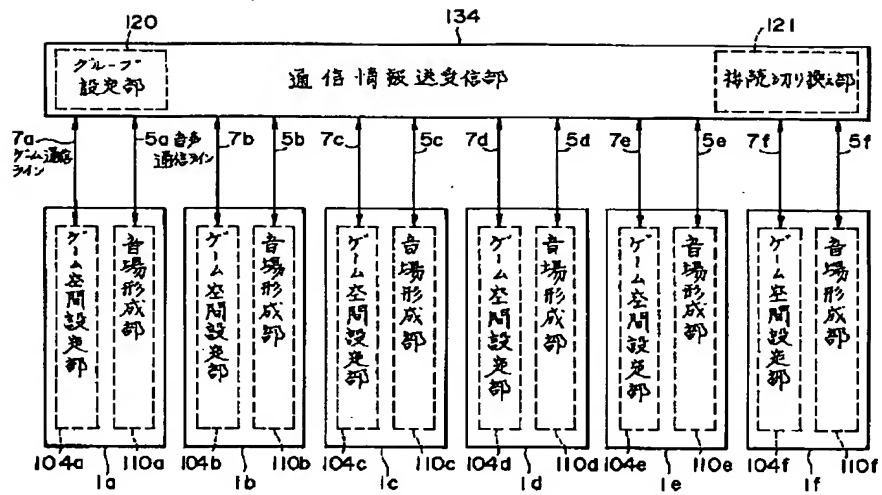 134
120
121
グループ
設定部
通信情報送受信部
接続切り換え部
7a
ゲーム通信
ライン
5a 音声
通信ライン
7b
5b
7c
5c
7d
5d
7e
5e
7f
5f
ゲーム空間設定部
音場形成部
ゲーム空間設定部
音場形成部
ゲーム空間設定部
音場形成部
ゲーム空間設定部
音場形成部
ゲーム空間設定部
音場形成部
ゲーム空間設定部
音場形成部
104a
1a
110a
104b
1b
110b
104c
1c
110c
104d
1d
110d
104e
1e
110e
104f
1f
110f